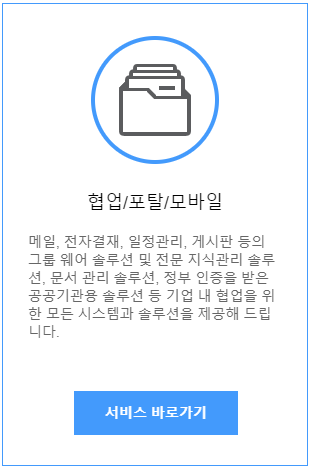 협업/포탈/모바일
메일, 전자결재, 일정관리, 게시판 등의
그룹 웨어 솔루션 및 전문 지식관리 솔루
션, 문서 관리 솔루션, 정부 인증을 받은
공공기관용 솔루션 등 기업 내 협업을 위
한 모든 시스템과 솔루션을 제공해 드립
니다.
서비스 바로가기